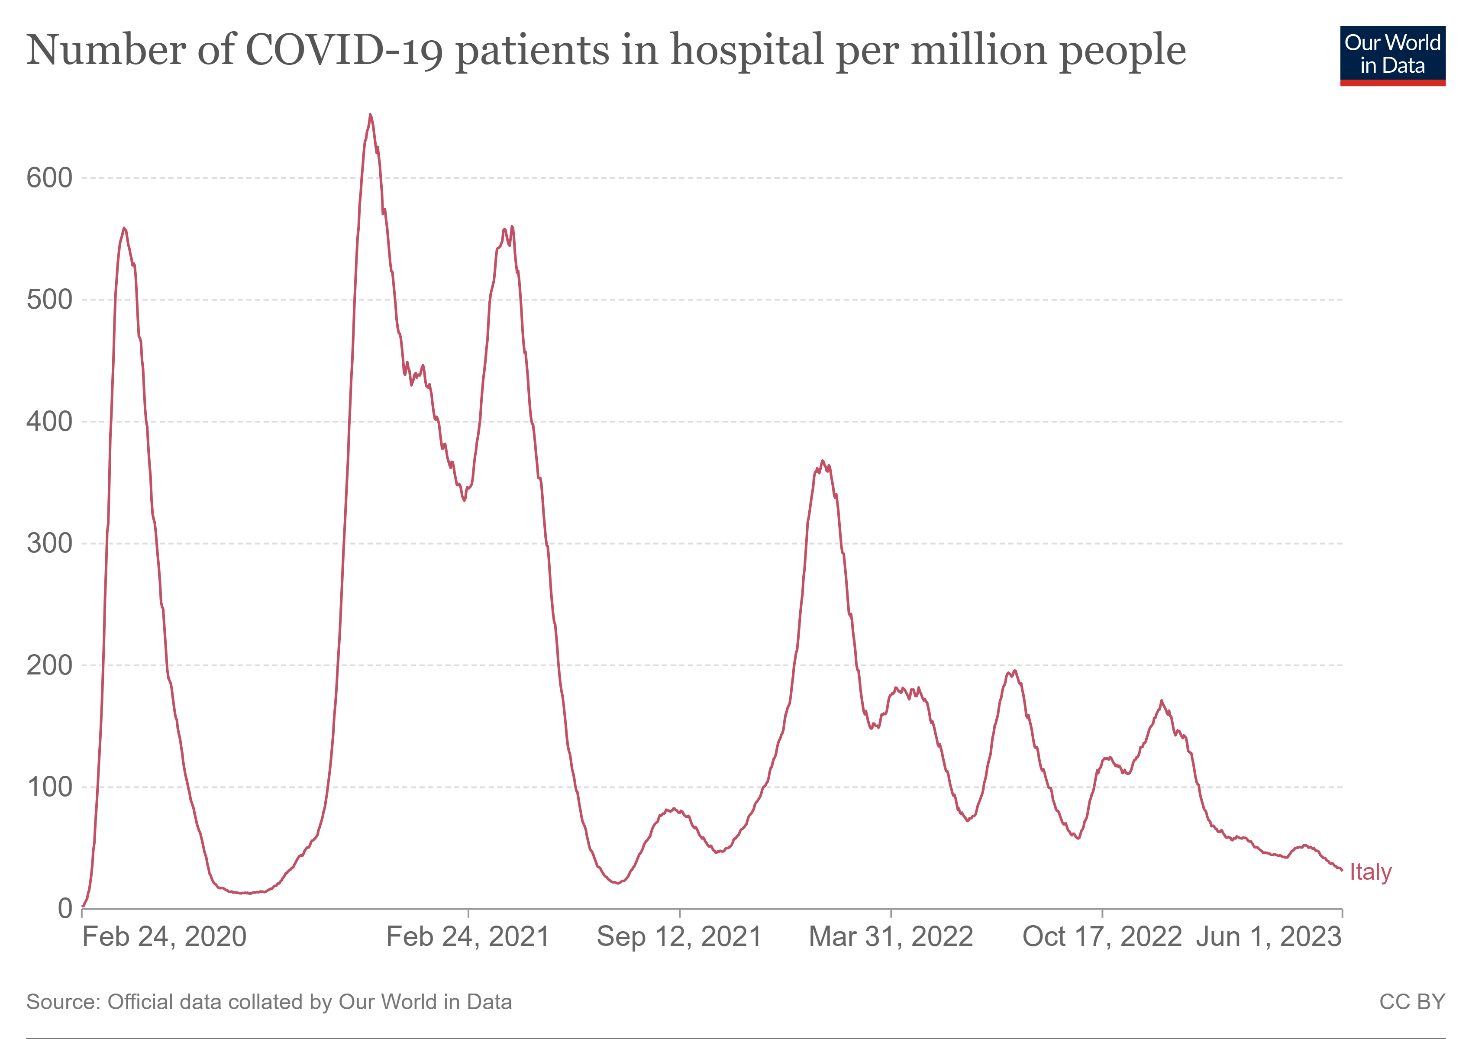 Number of COVID-19 patients in hospital per million people
Our World
in Data
600
500
400
300
200
100
0
Italy
Feb 24, 2020
Feb 24, 2021
Sep 12, 2021
Mar 31, 2022
Oct 17, 2022
Jun 1, 2023
Source: Official data collated by Our World in Data
CC BY